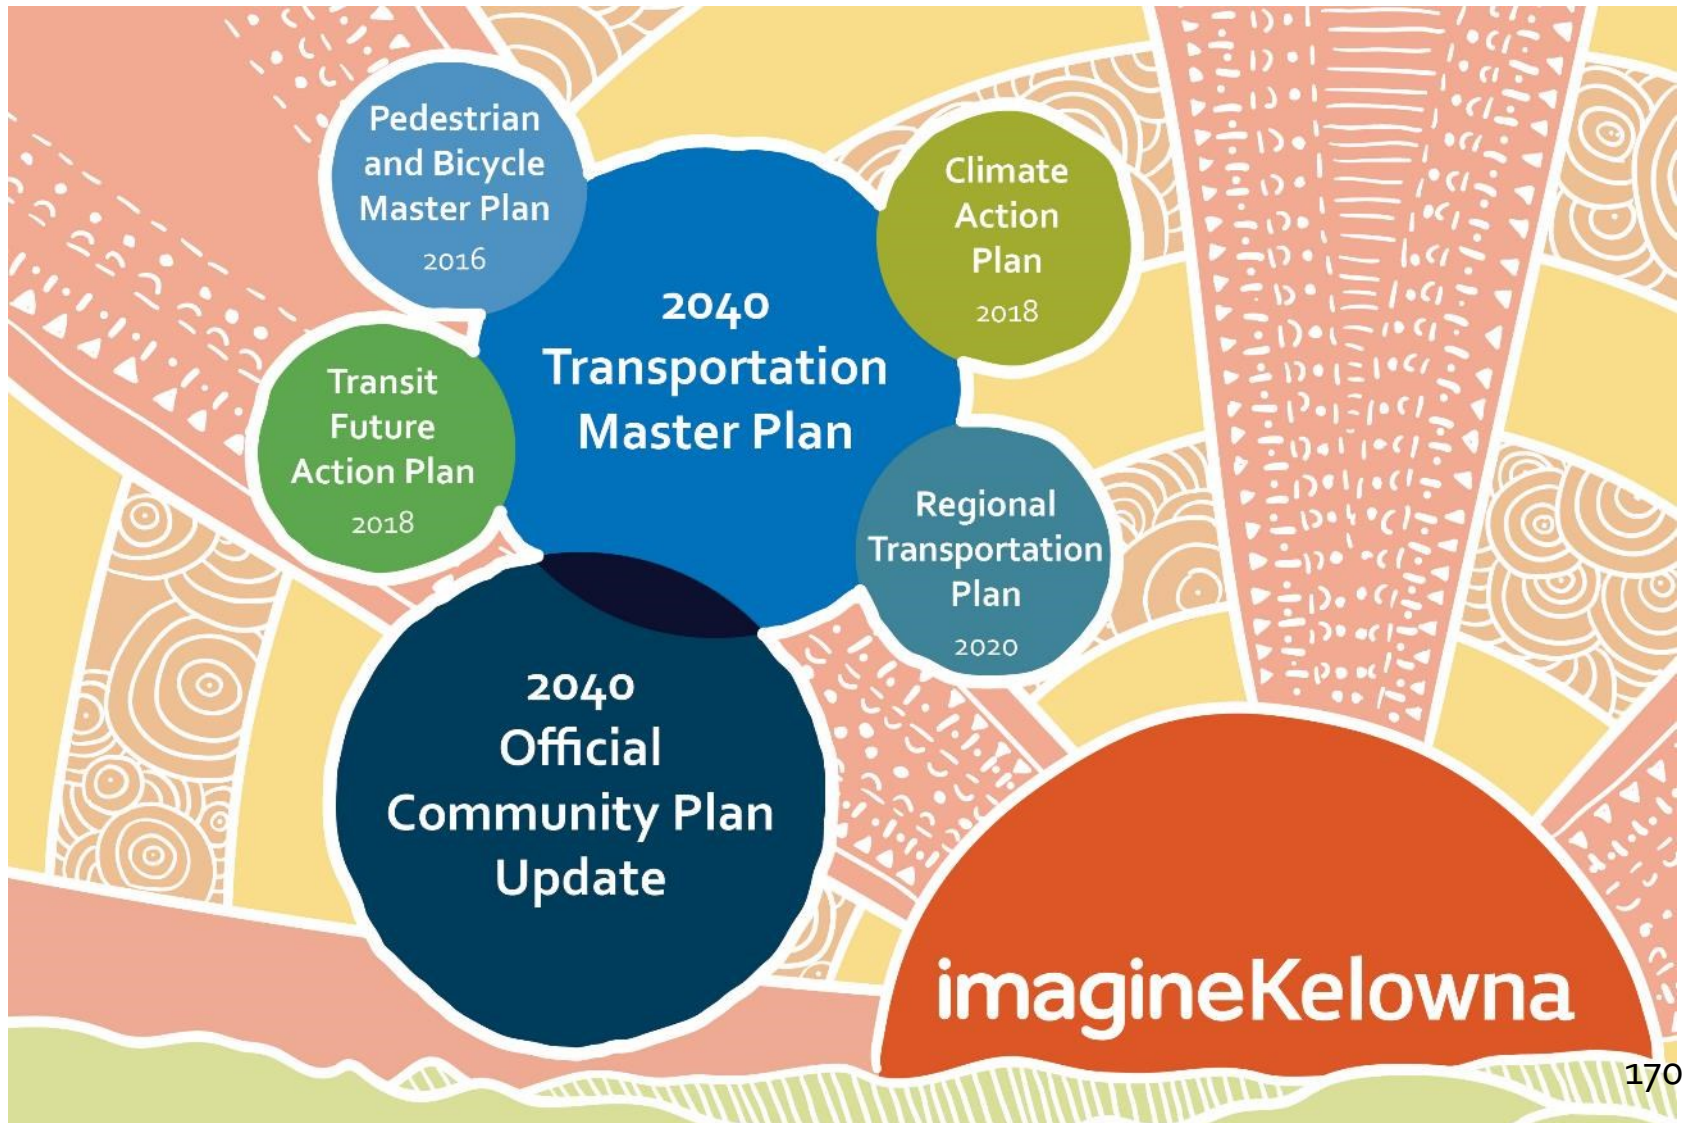 Pedestrian
and Bicycle
Master Plan
2016
Climate
Action
Plan
2018
2040
Transportation
Master Plan
Transit
Future
Action Plan
2018
Regional
Transportation
Plan
2020
2040
Official
Community Plan
Update
imagineKelowna
170